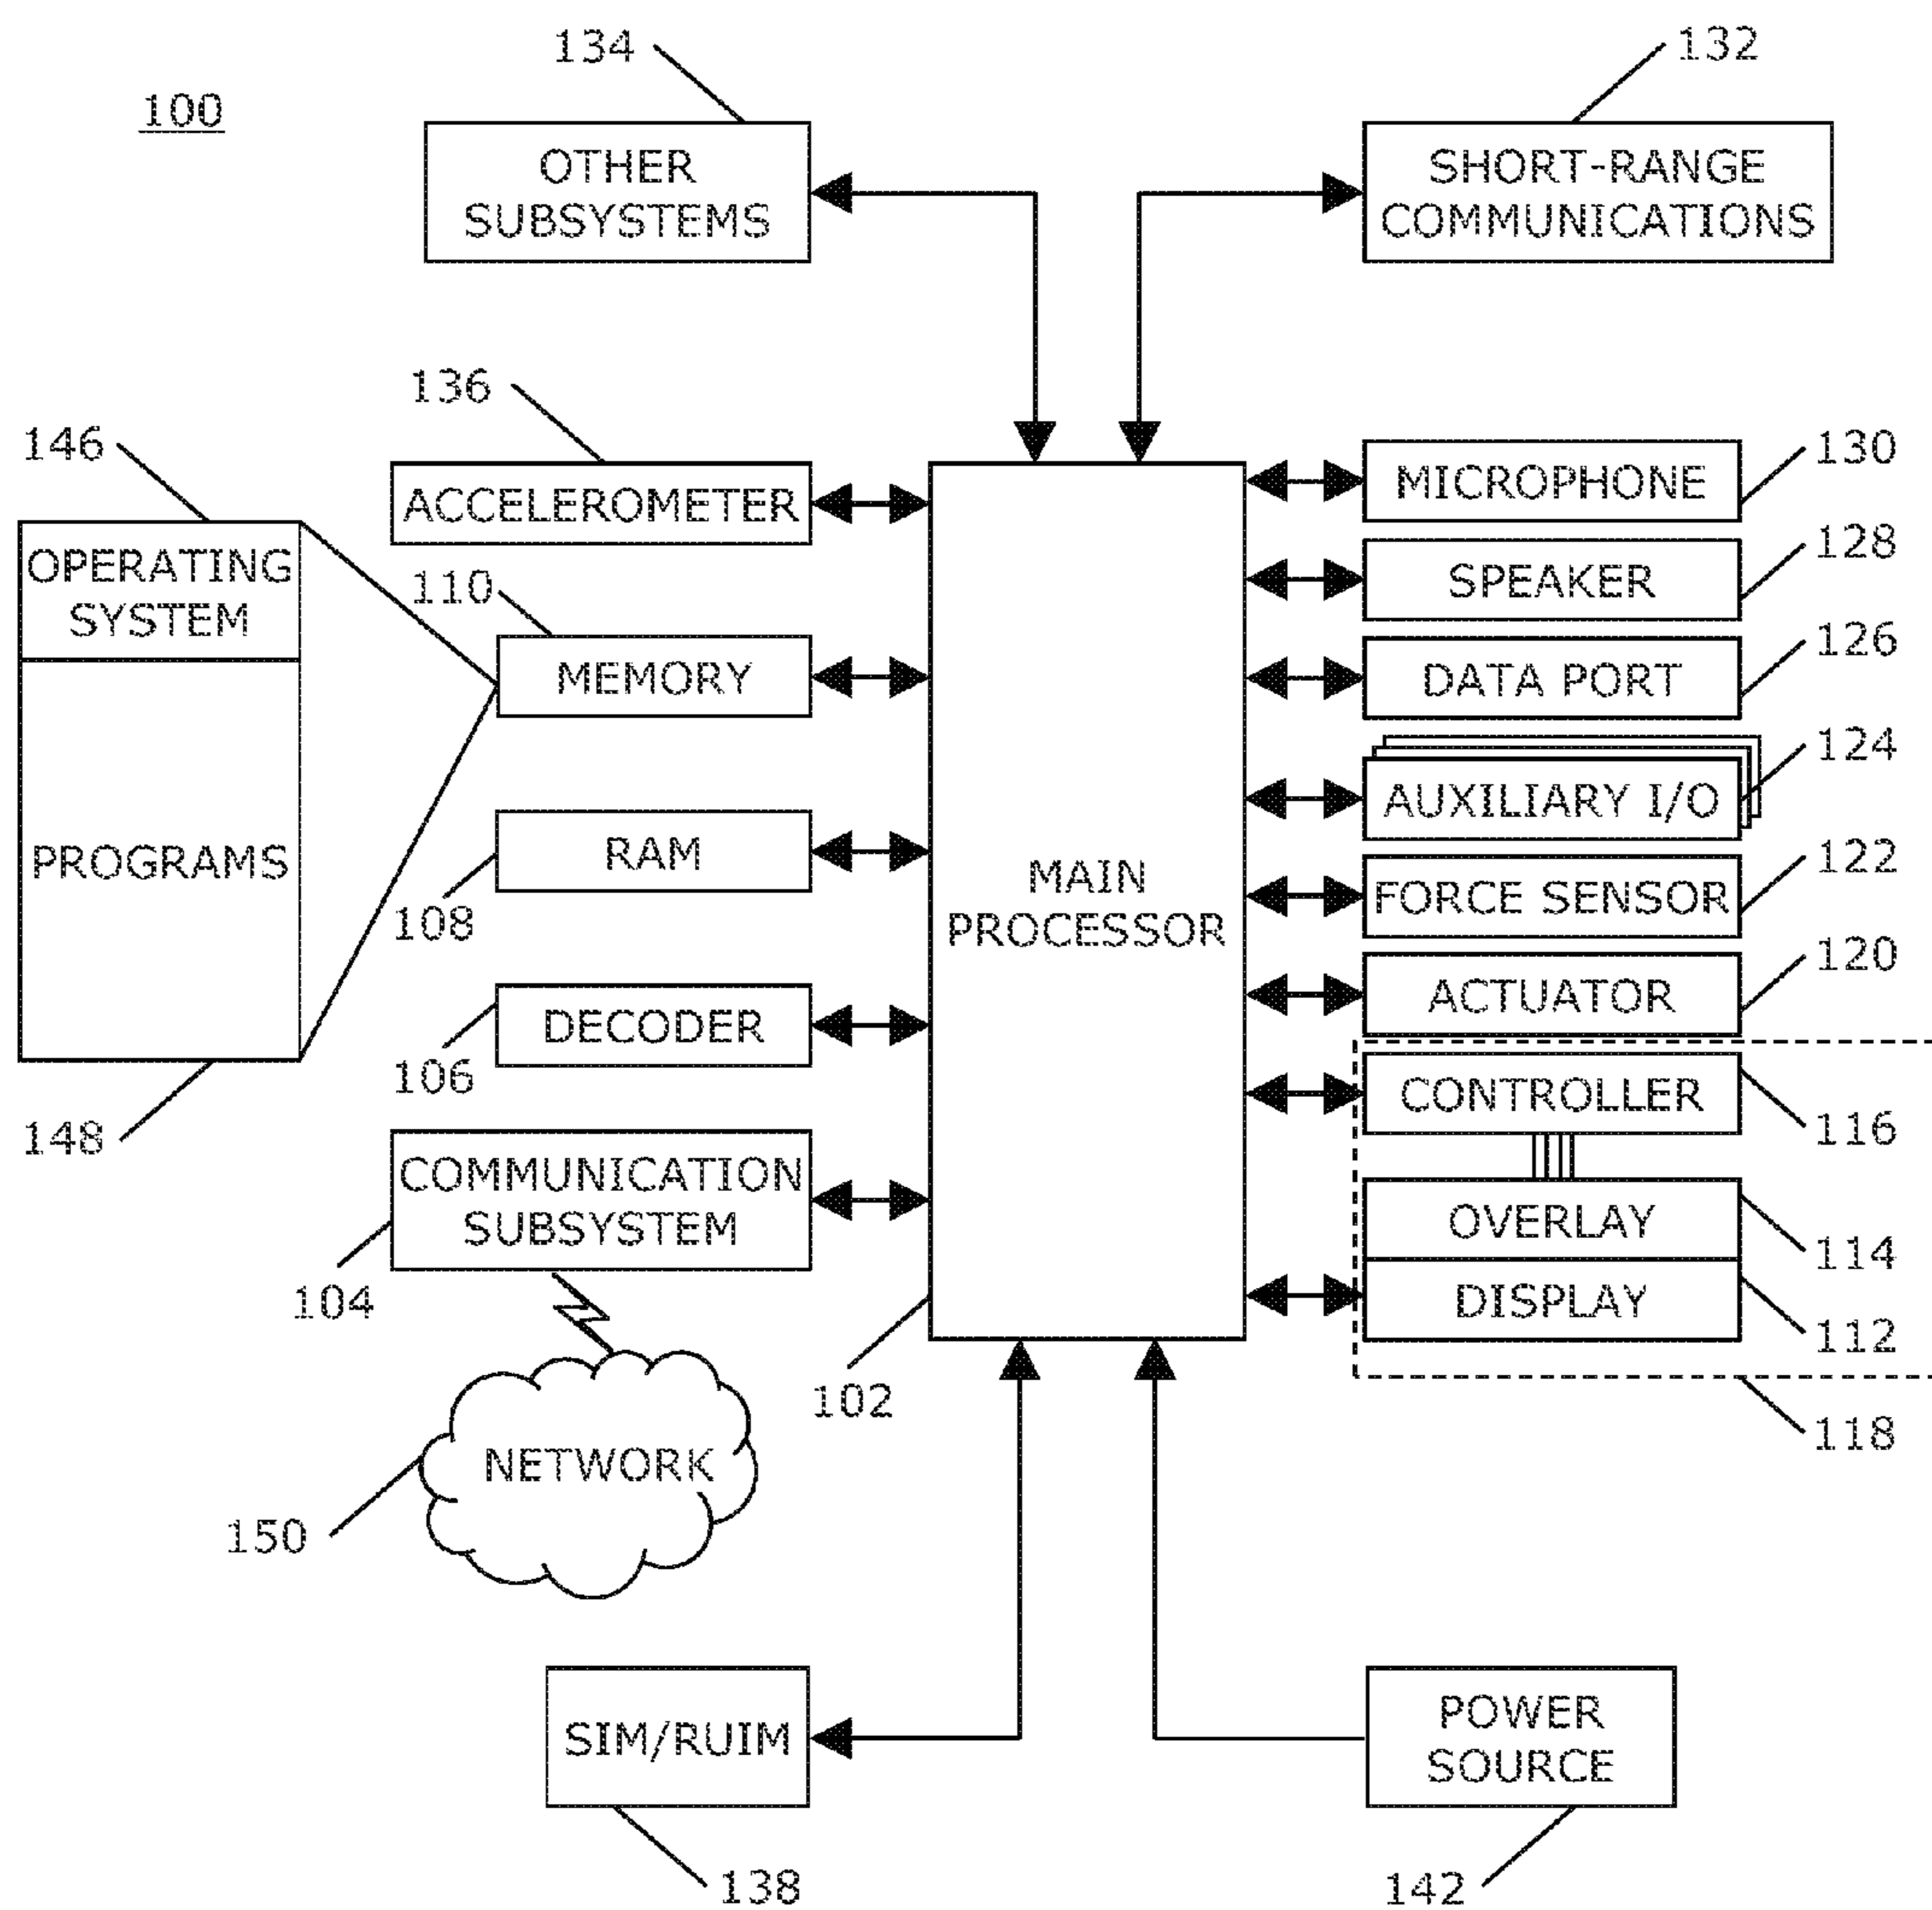 100
134
OTHER
SUBSYSTEMS
132
SHORT-RANGE
COMMUNICATIONS
136
ACCELEROMETER
146
OPERATING
SYSTEM
PROGRAMS
148
110
MEMORY
RAM
108
DECODER
106
COMMUNICATION
SUBSYSTEM
104
NETWORK
150
MAIN
PROCESSOR
102
MICROPHONE
130
SPEAKER
128
DATA PORT
126
AUXILIARY I/O
124
FORCE SENSOR
122
ACTUATOR
120
CONTROLLER
116
OVERLAY
114
DISPLAY
112
118
SIM/RUIM
138
POWER
SOURCE
142